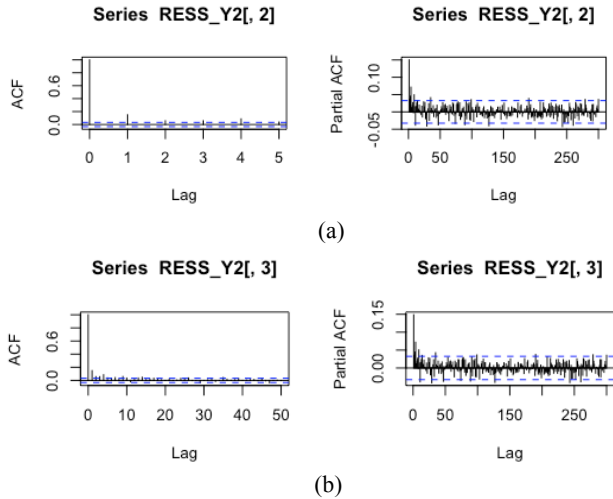 Series RESS_Y2[, 2]
ACF
0.0 0.6
0 1 2 3 4 5
Lag
Series RESS_Y2[, 2]
Partial ACF
-0.05 0.10
0 50 150 250
Lag
(a)
Series RESS_Y2[, 3]
ACF
0.0 0.6
0 10 20 30 40 50
Lag
Series RESS_Y2[, 3]
Partial ACF
0.00 0.15
0 50 150 250
Lag
(b)